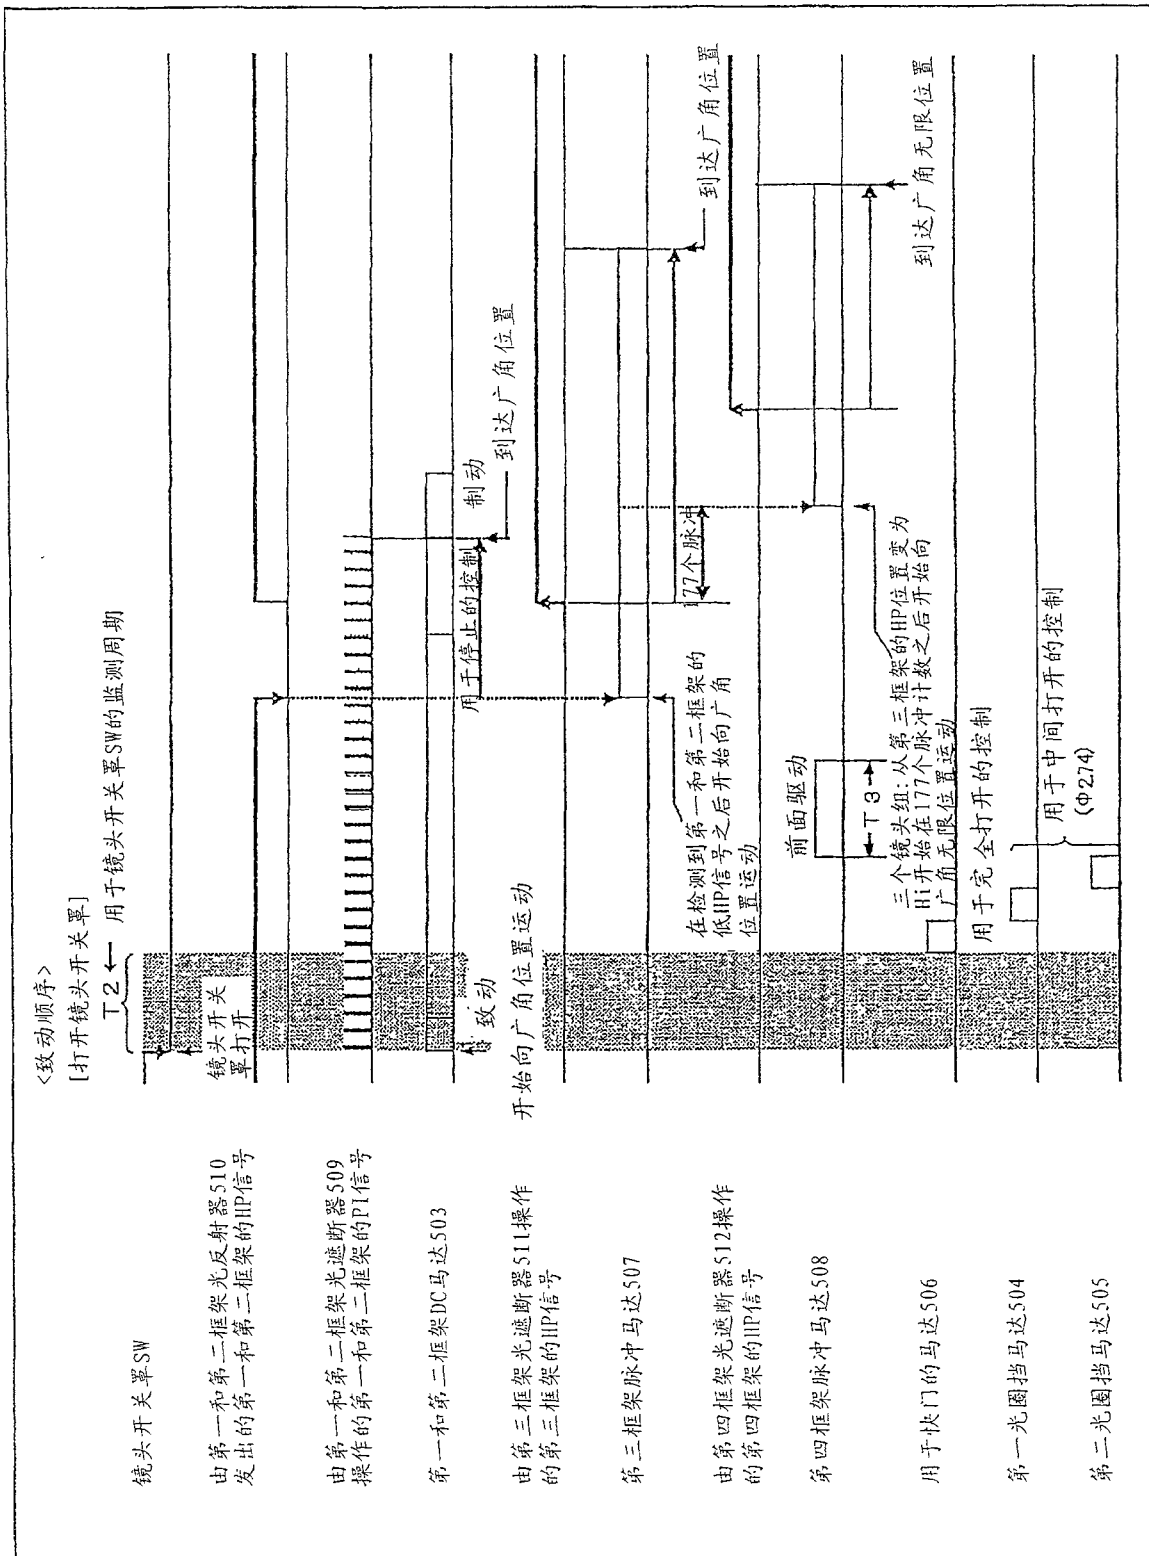 <致动顺序>
[打开镜头开关罩]
T2
用于镜头开关罩SW的监测周期
镜头开关罩SW
镜头开关
罩打开
由第一和第二框架光反射器510
发出的第一和第二框架的HP信号
由第一和第二框架光遮断器509
操作的第一和第二框架的PI信号
第一和第二框架DC马达503
致动
用于停止的控制
制动
到达广角位置
开始向广角位置运动
由第三框架光遮断器511操作
的第三框架的HP信号
第三框架脉冲马达507
在检测到第一和第二框架的
低HP信号之后开始向广角
位置运动
177个脉冲
到达广角位置
由第四框架光遮断器512操作
的第四框架的HP信号
第四框架脉冲马达508
前面驱动
T3
三个镜头组:从第三框架的HP位置变为
Hi开始在177个脉冲计数之后开始向
广角无限位置运动
到达广角无限位置
用于快门的马达506
用于完全打开的控制
第一光圈挡马达504
用于中间打开的控制
(Φ2.74)
第二光圈挡马达505